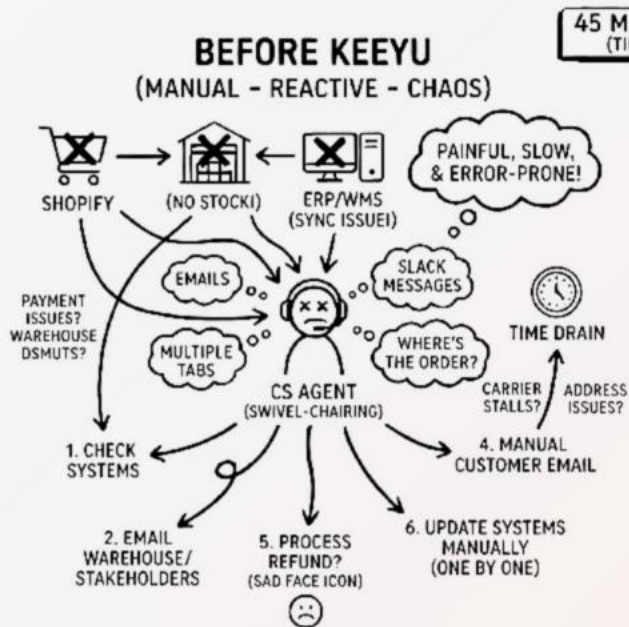 45 M
(TI
BEFORE KEEYU
(MANUAL - REACTIVE - CHAOS)
SHOPIFY
(NO STOCK!)
ERP/WMS
(SYNC ISSUE!)
PAINFUL, SLOW,
& ERROR-PRONE!
EMAILS
SLACK
MESSAGES
PAYMENT
ISSUES?
WAREHOUSE
DSMUTS?
MULTIPLE
TABS
WHERE'S
THE ORDER?
TIME DRAIN
CS AGENT
(SWIVEL-CHAIRING)
CARRIER
STALLS?
ADDRESS
ISSUES?
1. CHECK
SYSTEMS
4. MANUAL
CUSTOMER EMAIL
2. EMAIL
WAREHOUSE/
STAKEHOLDERS
5. PROCESS
REFUND?
(SAD FACE ICON)
6. UPDATE SYSTEMS
MANUALLY
(ONE BY ONE)